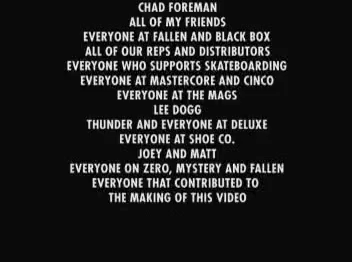 CHAD FOREMAN
ALL OF MY FRIENDS
EVERYONE AT FALLEN AND BLACK BOX
ALL OF OUR REPS AND DISTRIBUTORS
EVERYONE WHO SUPPORTS SKATEBOARDING
EVERYONE AT MASTERCORE AND CINCO
EVERYONE AT THE MAGS
LEE DOGG
THUNDER AND EVERYONE AT DELUXE
EVERYONE AT SHOE CO.
JOEY AND MATT
EVERYONE ON ZERO, MYSTERY AND FALLEN
EVERYONE THAT CONTRIBUTED TO
THE MAKING OF THIS VIDEO